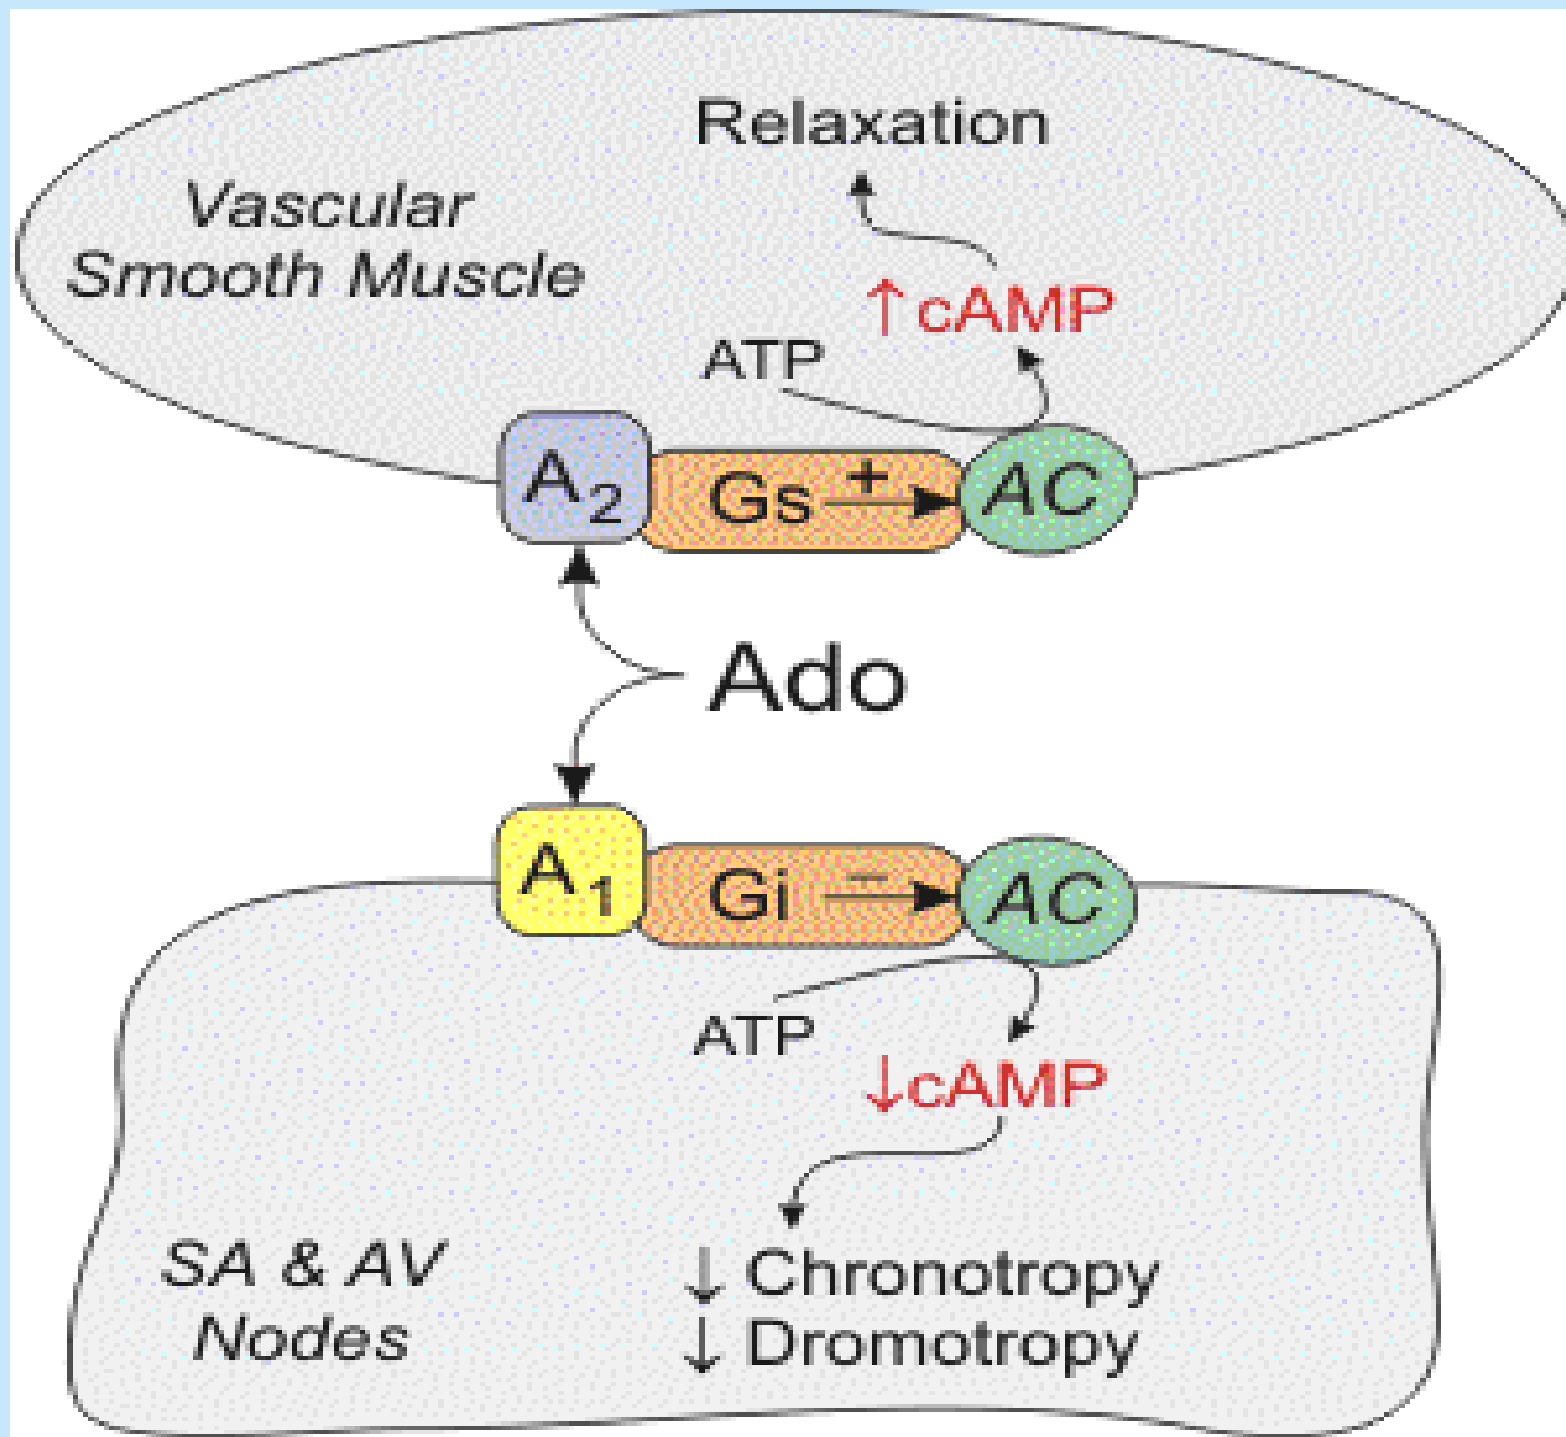 Relaxation
Vascular
Smooth Muscle
↑cAMP
ATP
A2
Gs
+
AC
Ado
A1
Gi
−
AC
ATP
↓cAMP
SA & AV
Nodes
↓ Chronotropy
↓ Dromotropy